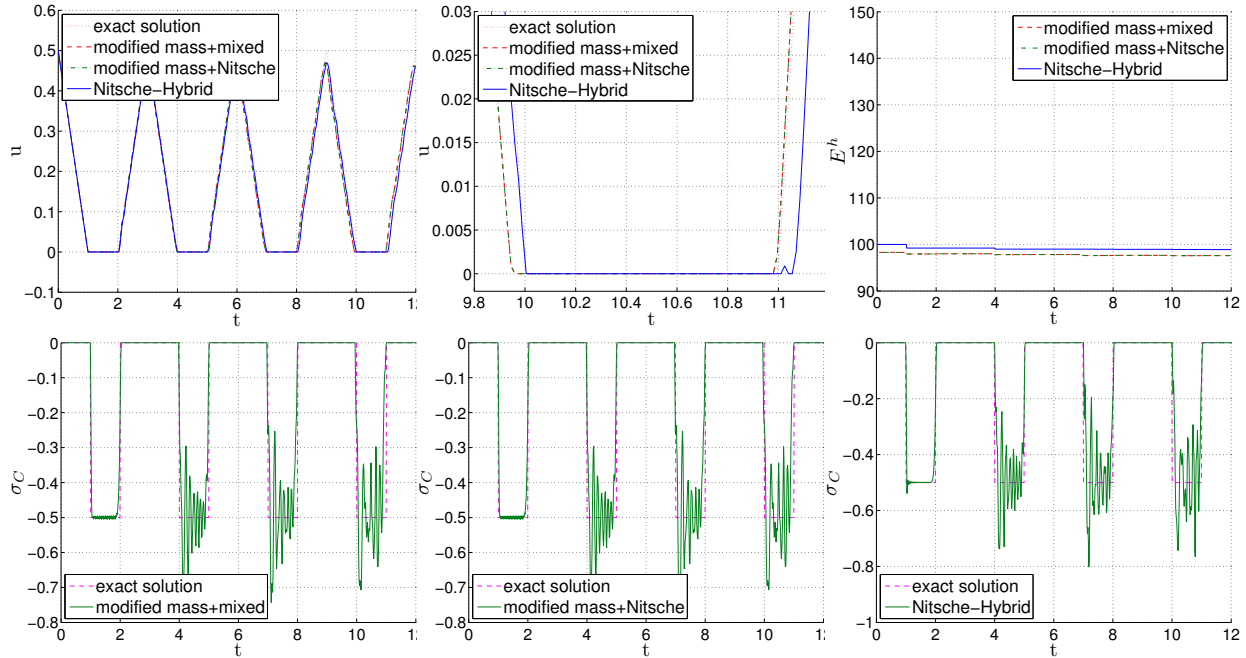 u
0.6
0.5
0.4
0.3
0.2
0.1
0
−0.1
0 2 4 6 8 10 12
t
exact solution
modified mass+mixed
modified mass+Nitsche
Nitsche−Hybrid
u
0.03
0.025
0.02
0.015
0.01
0.005
0
9.8 10 10.2 10.4 10.6 10.8 11
t
exact solution
modified mass+mixed
modified mass+Nitsche
Nitsche−Hybrid
E^h
150
140
130
120
110
100
90
0 2 4 6 8 10 12
t
modified mass+mixed
modified mass+Nitsche
Nitsche−Hybrid
σ_C
0
−0.1
−0.2
−0.3
−0.4
−0.5
−0.6
−0.7
−0.8
0 2 4 6 8 10 12
t
exact solution
modified mass+mixed
σ_C
0
−0.1
−0.2
−0.3
−0.4
−0.5
−0.6
−0.7
−0.8
0 2 4 6 8 10 12
t
exact solution
modified mass+Nitsche
σ_C
0
−0.2
−0.4
−0.6
−0.8
−1
0 2 4 6 8 10 12
t
exact solution
Nitsche−Hybrid